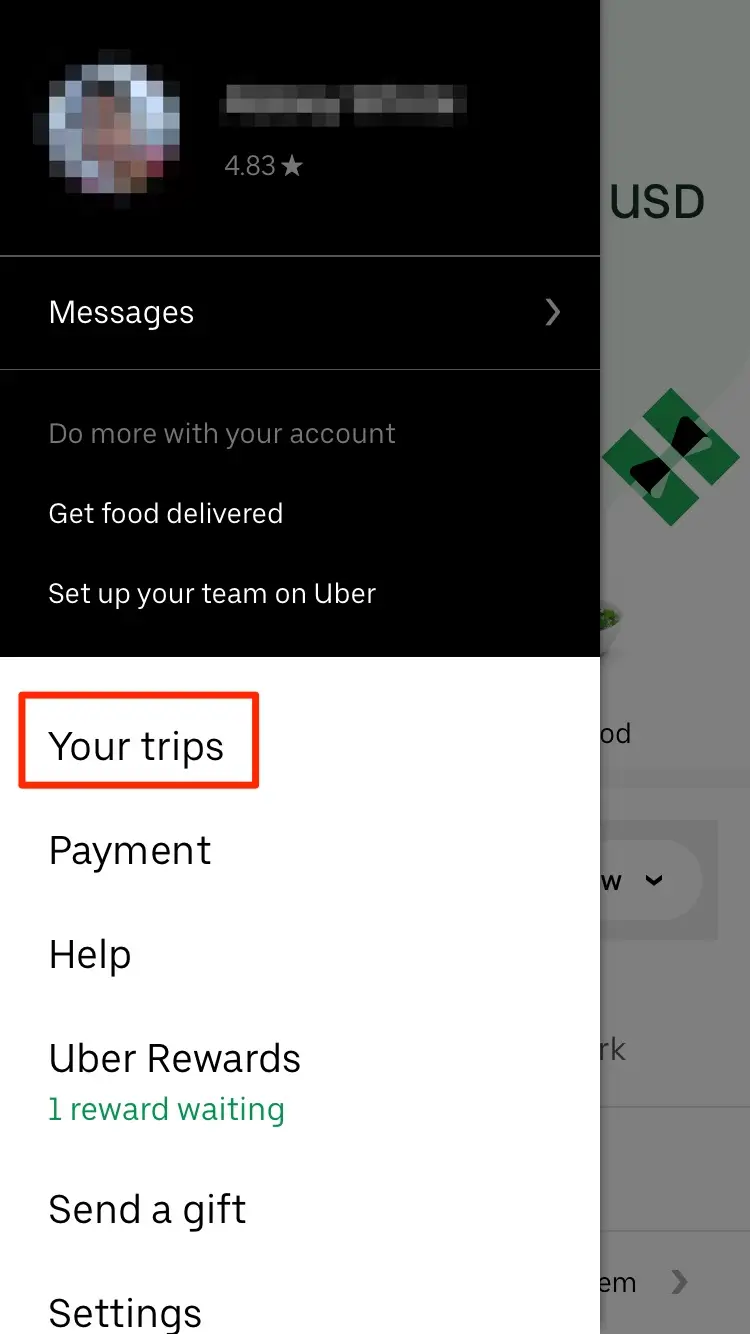 4.83★
USD
Messages
Do more with your account
Get food delivered
Set up your team on Uber
Your trips
od
Payment
w
Help
Uber Rewards
rk
1 reward waiting
Send a gift
em
Settings